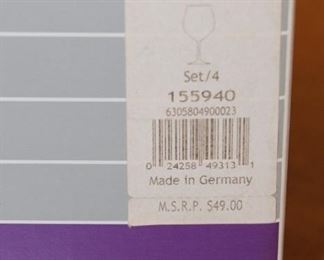 Set/4
155940
6305804900023
0 24258 49313 1
Made in Germany
M.S.R.P. $49.00